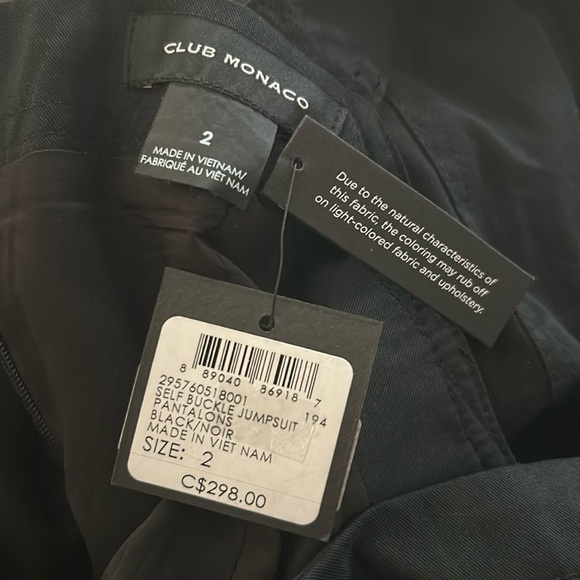 CLUB MONACO
2
MADE IN VIETNAM/
FABRIQUÉ AU VIÊT NAM
Due to the natural characteristics of
this fabric, the coloring may rub off
on light-colored fabric and upholstery.
8 89040 86918 7
295760518001 194
SELF BUCKLE JUMPSUIT
PANTALONS
BLACK/NOIR
MADE IN VIET NAM
SIZE: 2
C$298.00